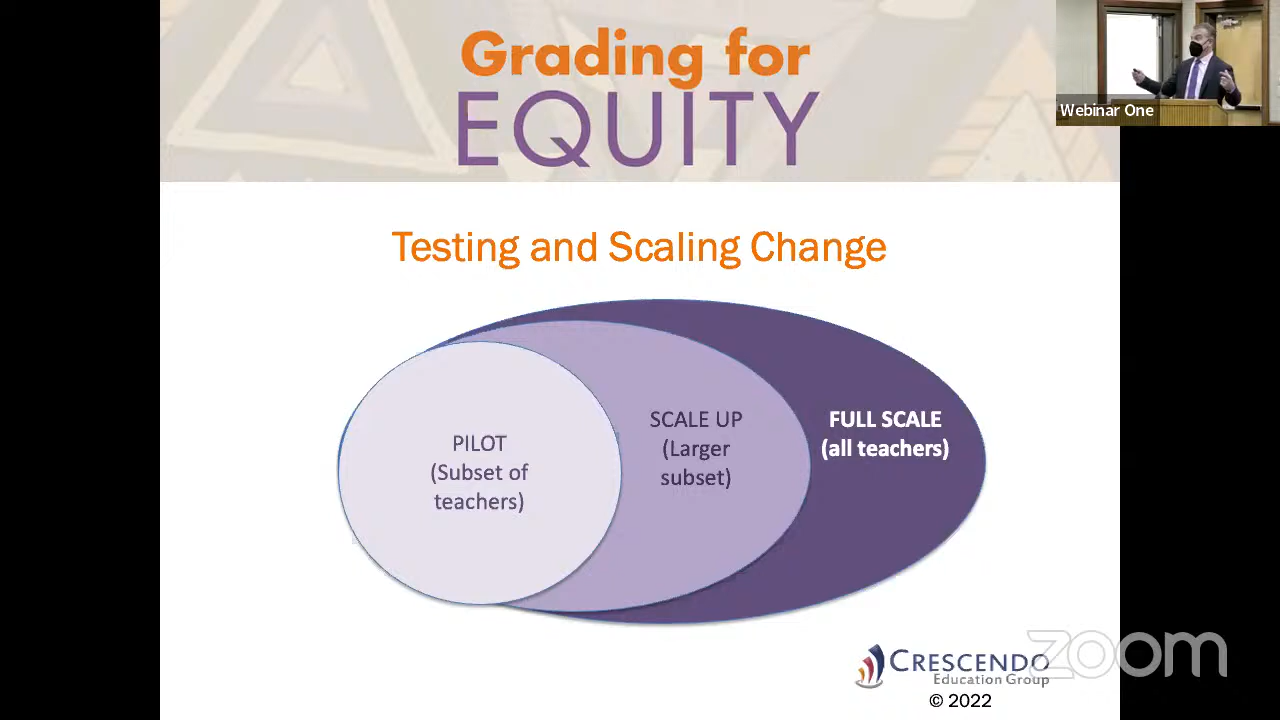 Grading for
EQUITY
Webinar One
Testing and Scaling Change
PILOT
(Subset of
teachers)
SCALE UP
(Larger
subset)
FULL SCALE
(all teachers)
CRESCENDO
Education Group
© 2022
zoom